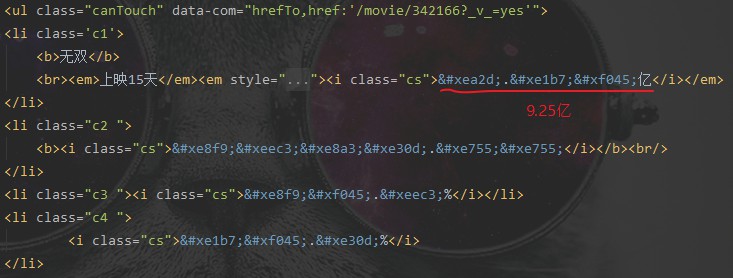 <ul class="canTouch" data-com="hrefTo,href:'/movie/342166?_v_=yes'">
<li class='c1'>
<b>无双</b>
<br><em>上映15天</em><em style="..."><i class="cs">&#xea2d;.&#xe1b7;&#xf045;亿</i></em>
9.25亿
</li>
<li class="c2 ">
<b><i class="cs">&#xe8f9;&#xeec3;&#xe8a3;&#xe30d;.&#xe755;&#xe755;</i></b><br/>
</li>
<li class="c3 "><i class="cs">&#xe8f9;&#xf045;.&#xeec3;%</i></li>
<li class="c4 ">
<i class="cs">&#xe1b7;&#xf045;.&#xe30d;%</i>
</li>